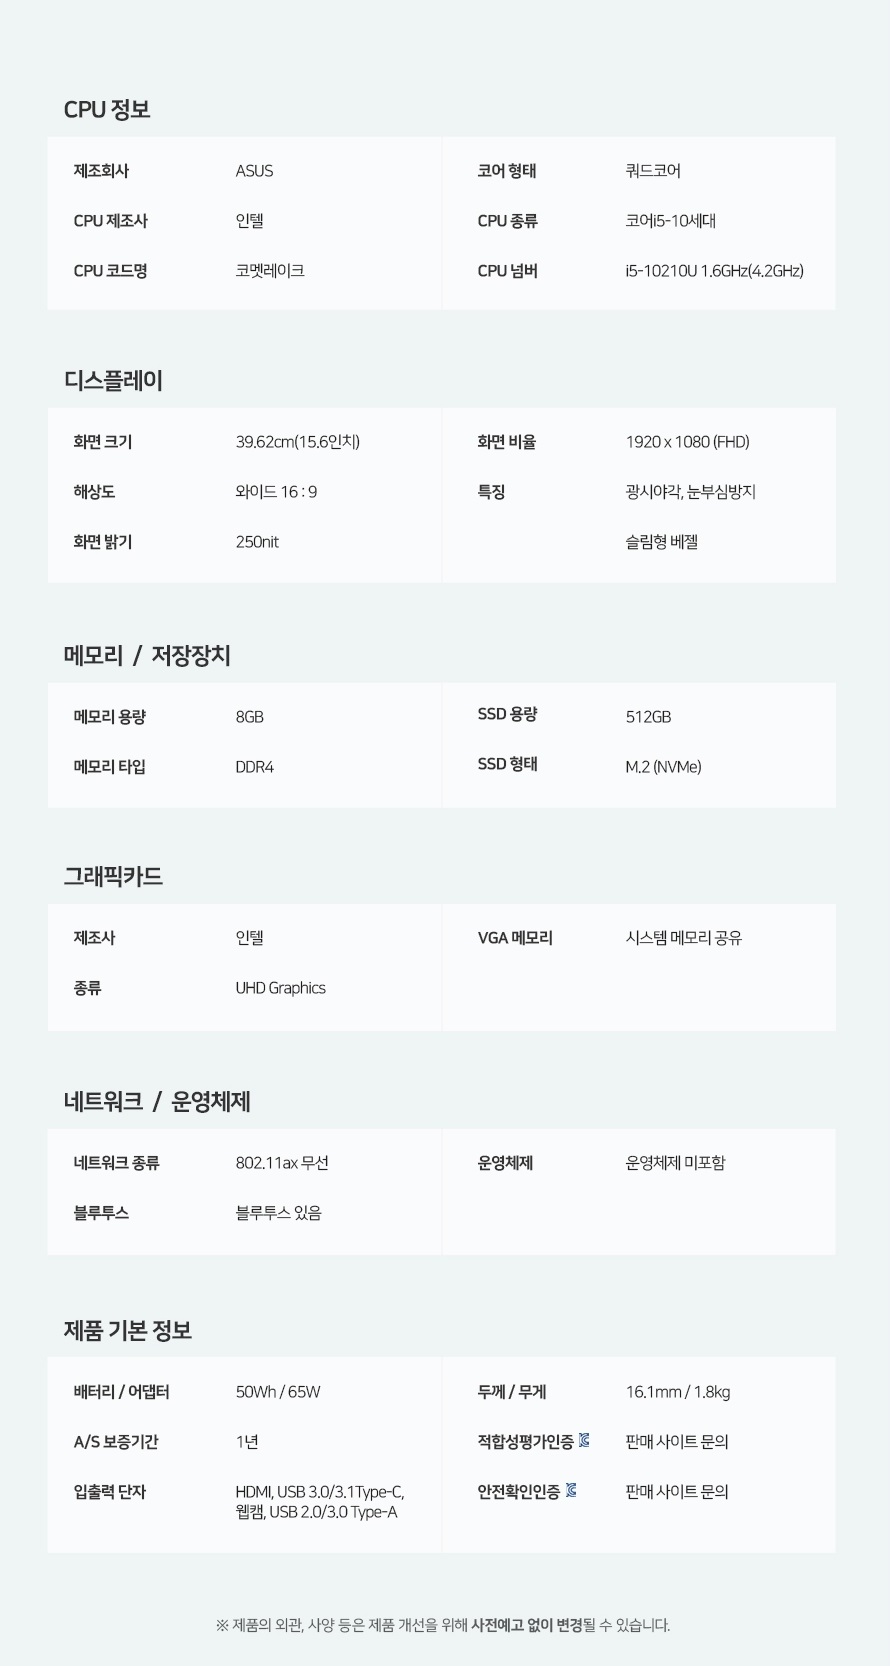 CPU 정보
제조회사 ASUS 코어 형태 쿼드코어
CPU 제조사 인텔 CPU 종류 코어i5-10세대
CPU 코드명 코멧레이크 CPU 넘버 i5-10210U 1.6GHz(4.2GHz)
디스플레이
화면 크기 39.62cm(15.6인치) 화면 비율 1920 x 1080 (FHD)
해상도 와이드 16 : 9 특징 광시야각, 눈부심방지
화면 밝기 250nit 슬림형 베젤
메모리 / 저장장치
메모리 용량 8GB SSD 용량 512GB
메모리 타입 DDR4 SSD 형태 M.2 (NVMe)
그래픽카드
제조사 인텔 VGA 메모리 시스템 메모리 공유
종류 UHD Graphics
네트워크 / 운영체제
네트워크 종류 802.11ax 무선 운영체제 운영체제 미포함
블루투스 블루투스 있음
제품 기본 정보
배터리 / 어댑터 50Wh / 65W 두께 / 무게 16.1mm / 1.8kg
A/S 보증기간 1년 적합성평가인증 판매 사이트 문의
입출력 단자 HDMI, USB 3.0/3.1Type-C, 안전확인인증 판매 사이트 문의
웹캠, USB 2.0/3.0 Type-A
※ 제품의 외관, 사양 등은 제품 개선을 위해 사전예고 없이 변경될 수 있습니다.